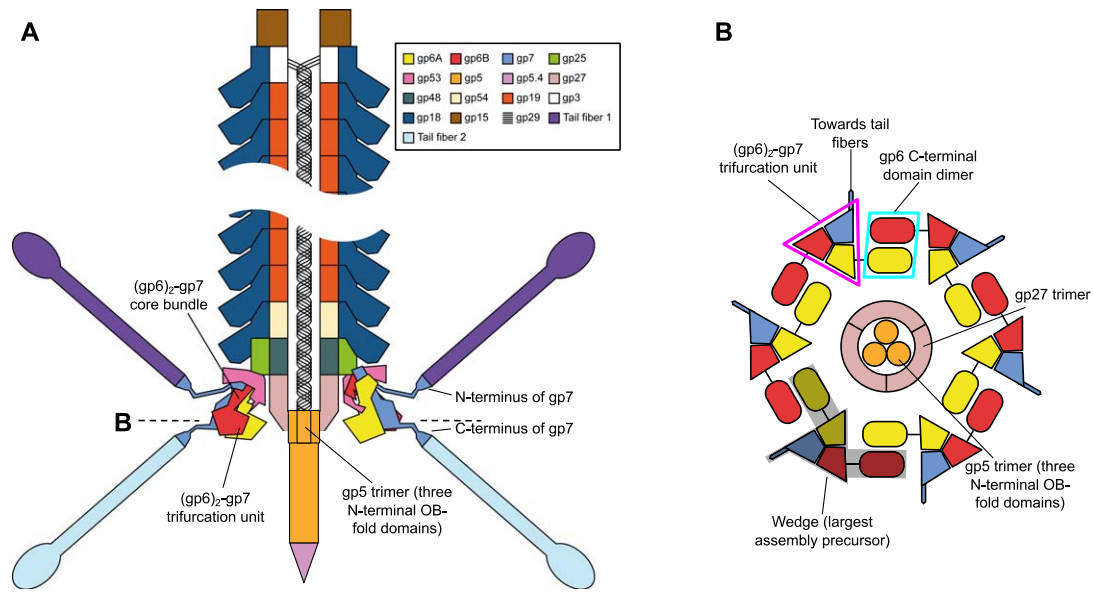 A
gp6A gp6B gp7 gp25
gp53 gp5 gp5.4 gp27
gp48 gp54 gp19 gp3
gp18 gp15 gp29 Tail fiber 1
Tail fiber 2
(gp6)2-gp7
core bundle
N-terminus of gp7
B
C-terminus of gp7
(gp6)2-gp7
trifurcation unit
gp5 trimer (three
N-terminal OB-
fold domains)
B
Towards tail
fibers
(gp6)2-gp7
trifurcation unit
gp6 C-terminal
domain dimer
gp27 trimer
gp5 trimer (three
N-terminal OB-
fold domains)
Wedge (largest
assembly precursor)